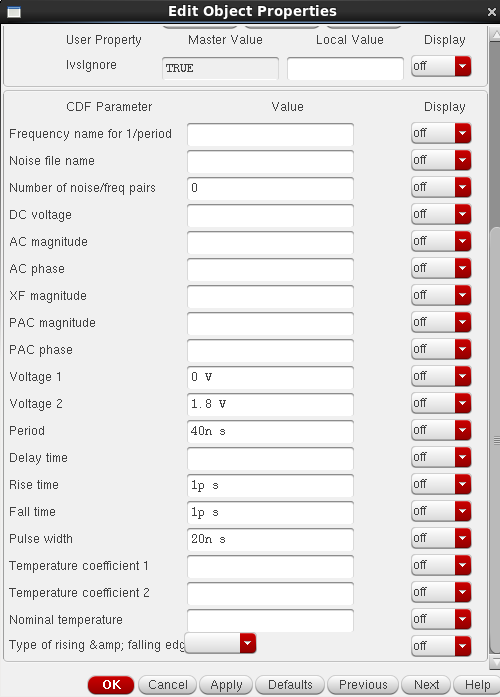 Edit Object Properties
User Property Master Value Local Value Display
lvsIgnore TRUE off
CDF Parameter Value Display
Frequency name for 1/period off
Noise file name off
Number of noise/freq pairs 0 off
DC voltage off
AC magnitude off
AC phase off
XF magnitude off
PAC magnitude off
PAC phase off
Voltage 1 0 V off
Voltage 2 1.8 V off
Period 40n s off
Delay time off
Rise time 1p s off
Fall time 1p s off
Pulse width 20n s off
Temperature coefficient 1 off
Temperature coefficient 2 off
Nominal temperature off
Type of rising &amp; falling edg off
OK Cancel Apply Defaults Previous Next Help